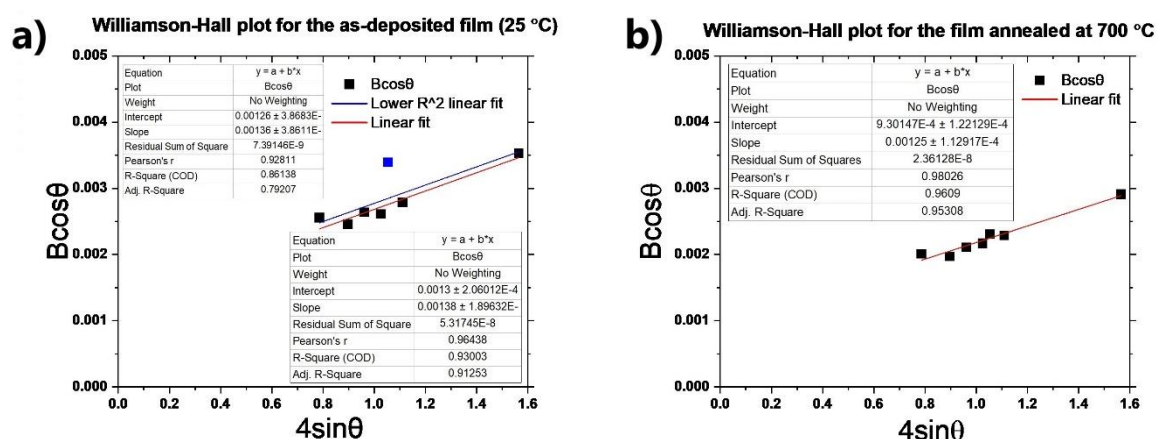 a)
Williamson-Hall plot for the as-deposited film (25 °C)
0.005
0.004
0.003
0.002
0.001
0.000
Bcosθ
0.0 0.2 0.4 0.6 0.8 1.0 1.2 1.4 1.6
4sinθ
Equation y = a + b*x
Plot Bcosθ
Weight No Weighting
Intercept 0.00126 ± 3.8683E-
Slope 0.00136 ± 3.8611E-
Residual Sum of Square 7.39146E-9
Pearson's r 0.92811
R-Square (COD) 0.86138
Adj. R-Square 0.79207
Bcosθ
Lower R^2 linear fit
Linear fit
Equation y = a + b*x
Plot Bcosθ
Weight No Weighting
Intercept 0.0013 ± 2.06012E-4
Slope 0.00138 ± 1.89632E-
Residual Sum of Square 5.31745E-8
Pearson's r 0.96438
R-Square (COD) 0.93003
Adj. R-Square 0.91253
b)
Williamson-Hall plot for the film annealed at 700 °C
0.005
0.004
0.003
0.002
0.001
0.000
Bcosθ
0.0 0.2 0.4 0.6 0.8 1.0 1.2 1.4 1.6
4sinθ
Equation y = a + b*x
Plot Bcosθ
Weight No Weighting
Intercept 9.30147E-4 ± 1.22129E-4
Slope 0.00125 ± 1.12917E-4
Residual Sum of Squares 2.36128E-8
Pearson's r 0.98026
R-Square (COD) 0.9609
Adj. R-Square 0.95308
Bcosθ
Linear fit